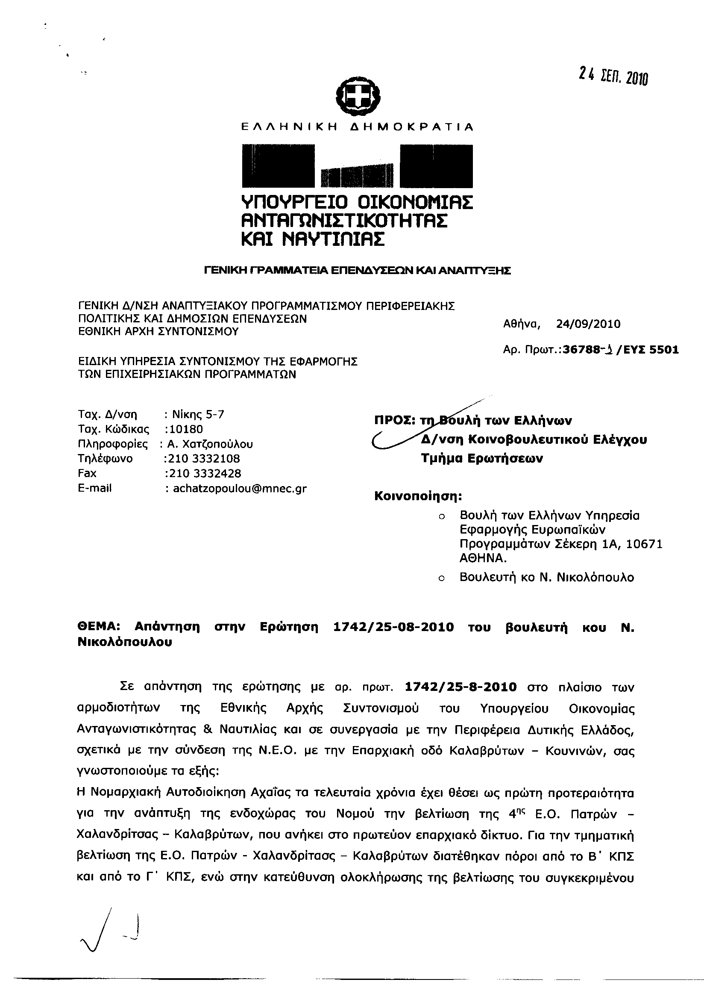 24 ΣΕΠ. 2010
ΕΛΛΗΝΙΚΗ ΔΗΜΟΚΡΑΤΙΑ
ΥΠΟΥΡΓΕΙΟ ΟΙΚΟΝΟΜΙΑΣ
ΑΝΤΑΓΩΝΙΣΤΙΚΟΤΗΤΑΣ
ΚΑΙ ΝΑΥΤΙΛΙΑΣ
ΓΕΝΙΚΗ ΓΡΑΜΜΑΤΕΙΑ ΕΠΕΝΔΥΣΕΩΝ ΚΑΙ ΑΝΑΠΤΥΞΗΣ
ΓΕΝΙΚΗ Δ/ΝΣΗ ΑΝΑΠΤΥΞΙΑΚΟΥ ΠΡΟΓΡΑΜΜΑΤΙΣΜΟΥ ΠΕΡΙΦΕΡΕΙΑΚΗΣ
ΠΟΛΙΤΙΚΗΣ ΚΑΙ ΔΗΜΟΣΙΩΝ ΕΠΕΝΔΥΣΕΩΝ
ΕΘΝΙΚΗ ΑΡΧΗ ΣΥΝΤΟΝΙΣΜΟΥ
Αθήνα, 24/09/2010
Αρ. Πρωτ.:36788-1 /ΕΥΣ 5501
ΕΙΔΙΚΗ ΥΠΗΡΕΣΙΑ ΣΥΝΤΟΝΙΣΜΟΥ ΤΗΣ ΕΦΑΡΜΟΓΗΣ
ΤΩΝ ΕΠΙΧΕΙΡΗΣΙΑΚΩΝ ΠΡΟΓΡΑΜΜΑΤΩΝ
Ταχ. Δ/νση : Νίκης 5-7
Ταχ. Κώδικας :10180
Πληροφορίες : Α. Χατζοπούλου
Τηλέφωνο :210 3332108
Fax :210 3332428
E-mail : achatzopoulou@mnec.gr
ΠΡΟΣ: τη Βουλή των Ελλήνων
Δ/νση Κοινοβουλευτικού Ελέγχου
Τμήμα Ερωτήσεων
Κοινοποίηση:
o Βουλή των Ελλήνων Υπηρεσία
Εφαρμογής Ευρωπαϊκών
Προγραμμάτων Σέκερη 1Α, 10671
ΑΘΗΝΑ.
o Βουλευτή κο Ν. Νικολόπουλο
ΘΕΜΑ: Απάντηση στην Ερώτηση 1742/25-08-2010 του βουλευτή κου Ν.
Νικολόπουλου
Σε απάντηση της ερώτησης με αρ. πρωτ. 1742/25-8-2010 στο πλαίσιο των
αρμοδιοτήτων της Εθνικής Αρχής Συντονισμού του Υπουργείου Οικονομίας
Ανταγωνιστικότητας & Ναυτιλίας και σε συνεργασία με την Περιφέρεια Δυτικής Ελλάδος,
σχετικά με την σύνδεση της Ν.Ε.Ο. με την Επαρχιακή οδό Καλαβρύτων – Κουνινών, σας
γνωστοποιούμε τα εξής:
Η Νομαρχιακή Αυτοδιοίκηση Αχαΐας τα τελευταία χρόνια έχει θέσει ως πρώτη προτεραιότητα
για την ανάπτυξη της ενδοχώρας του Νομού την βελτίωση της 4ης Ε.Ο. Πατρών –
Χαλανδρίτσας – Καλαβρύτων, που ανήκει στο πρωτεύον επαρχιακό δίκτυο. Για την τμηματική
βελτίωση της Ε.Ο. Πατρών - Χαλανδρίτασς – Καλαβρύτων διατέθηκαν πόροι από το Β΄ ΚΠΣ
και από το Γ΄ ΚΠΣ, ενώ στην κατεύθυνση ολοκλήρωσης της βελτίωσης του συγκεκριμένου